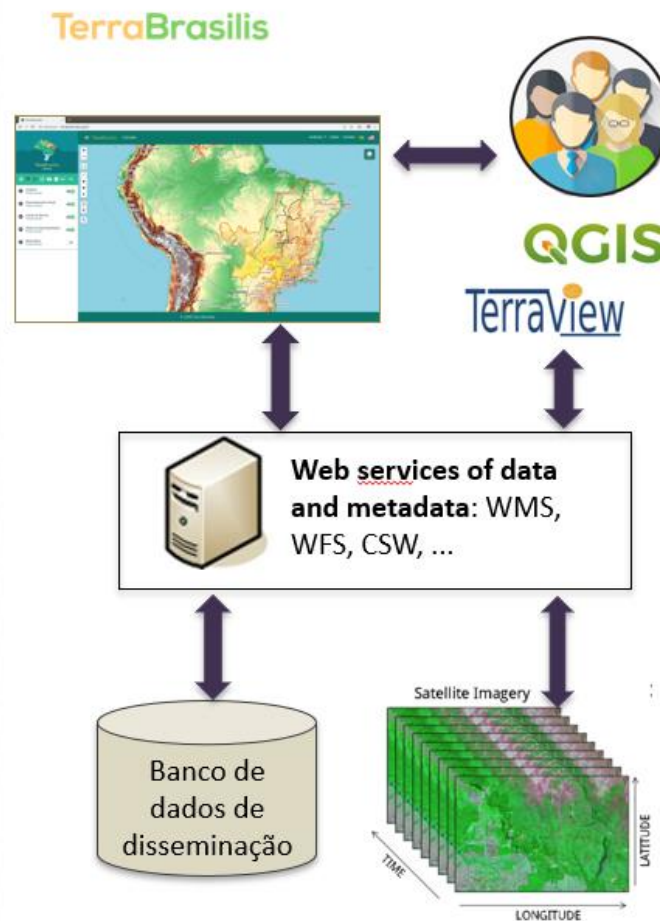 TerraBrasilis
QGIS
TerraView
Web services of data
and metadata: WMS,
WFS, CSW, ...
Satellite Imagery
Banco de
dados de
disseminação
TIME
LATITUDE
LONGITUDE